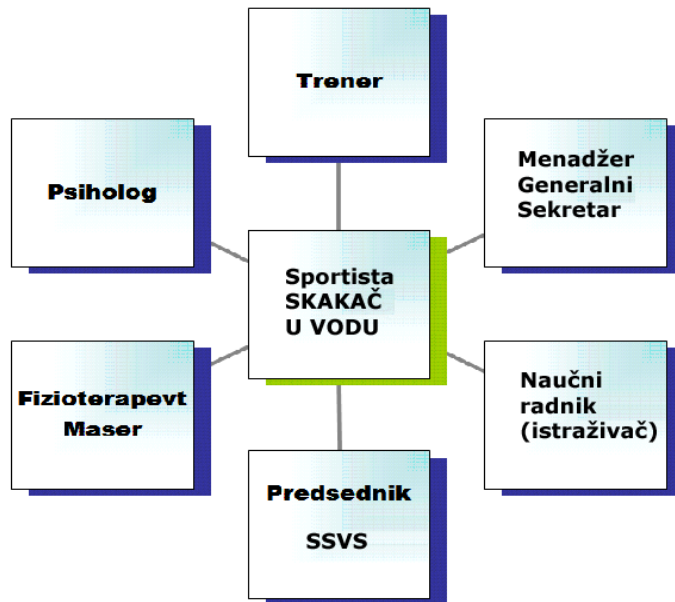 Trener
Psiholog
Menadžer
Generalni
Sekretar
Sportista
SKAKAČ
U VODU
Fizioterapevt
Maser
Naučni
radnik
(istraživač)
Predsednik
SSVS